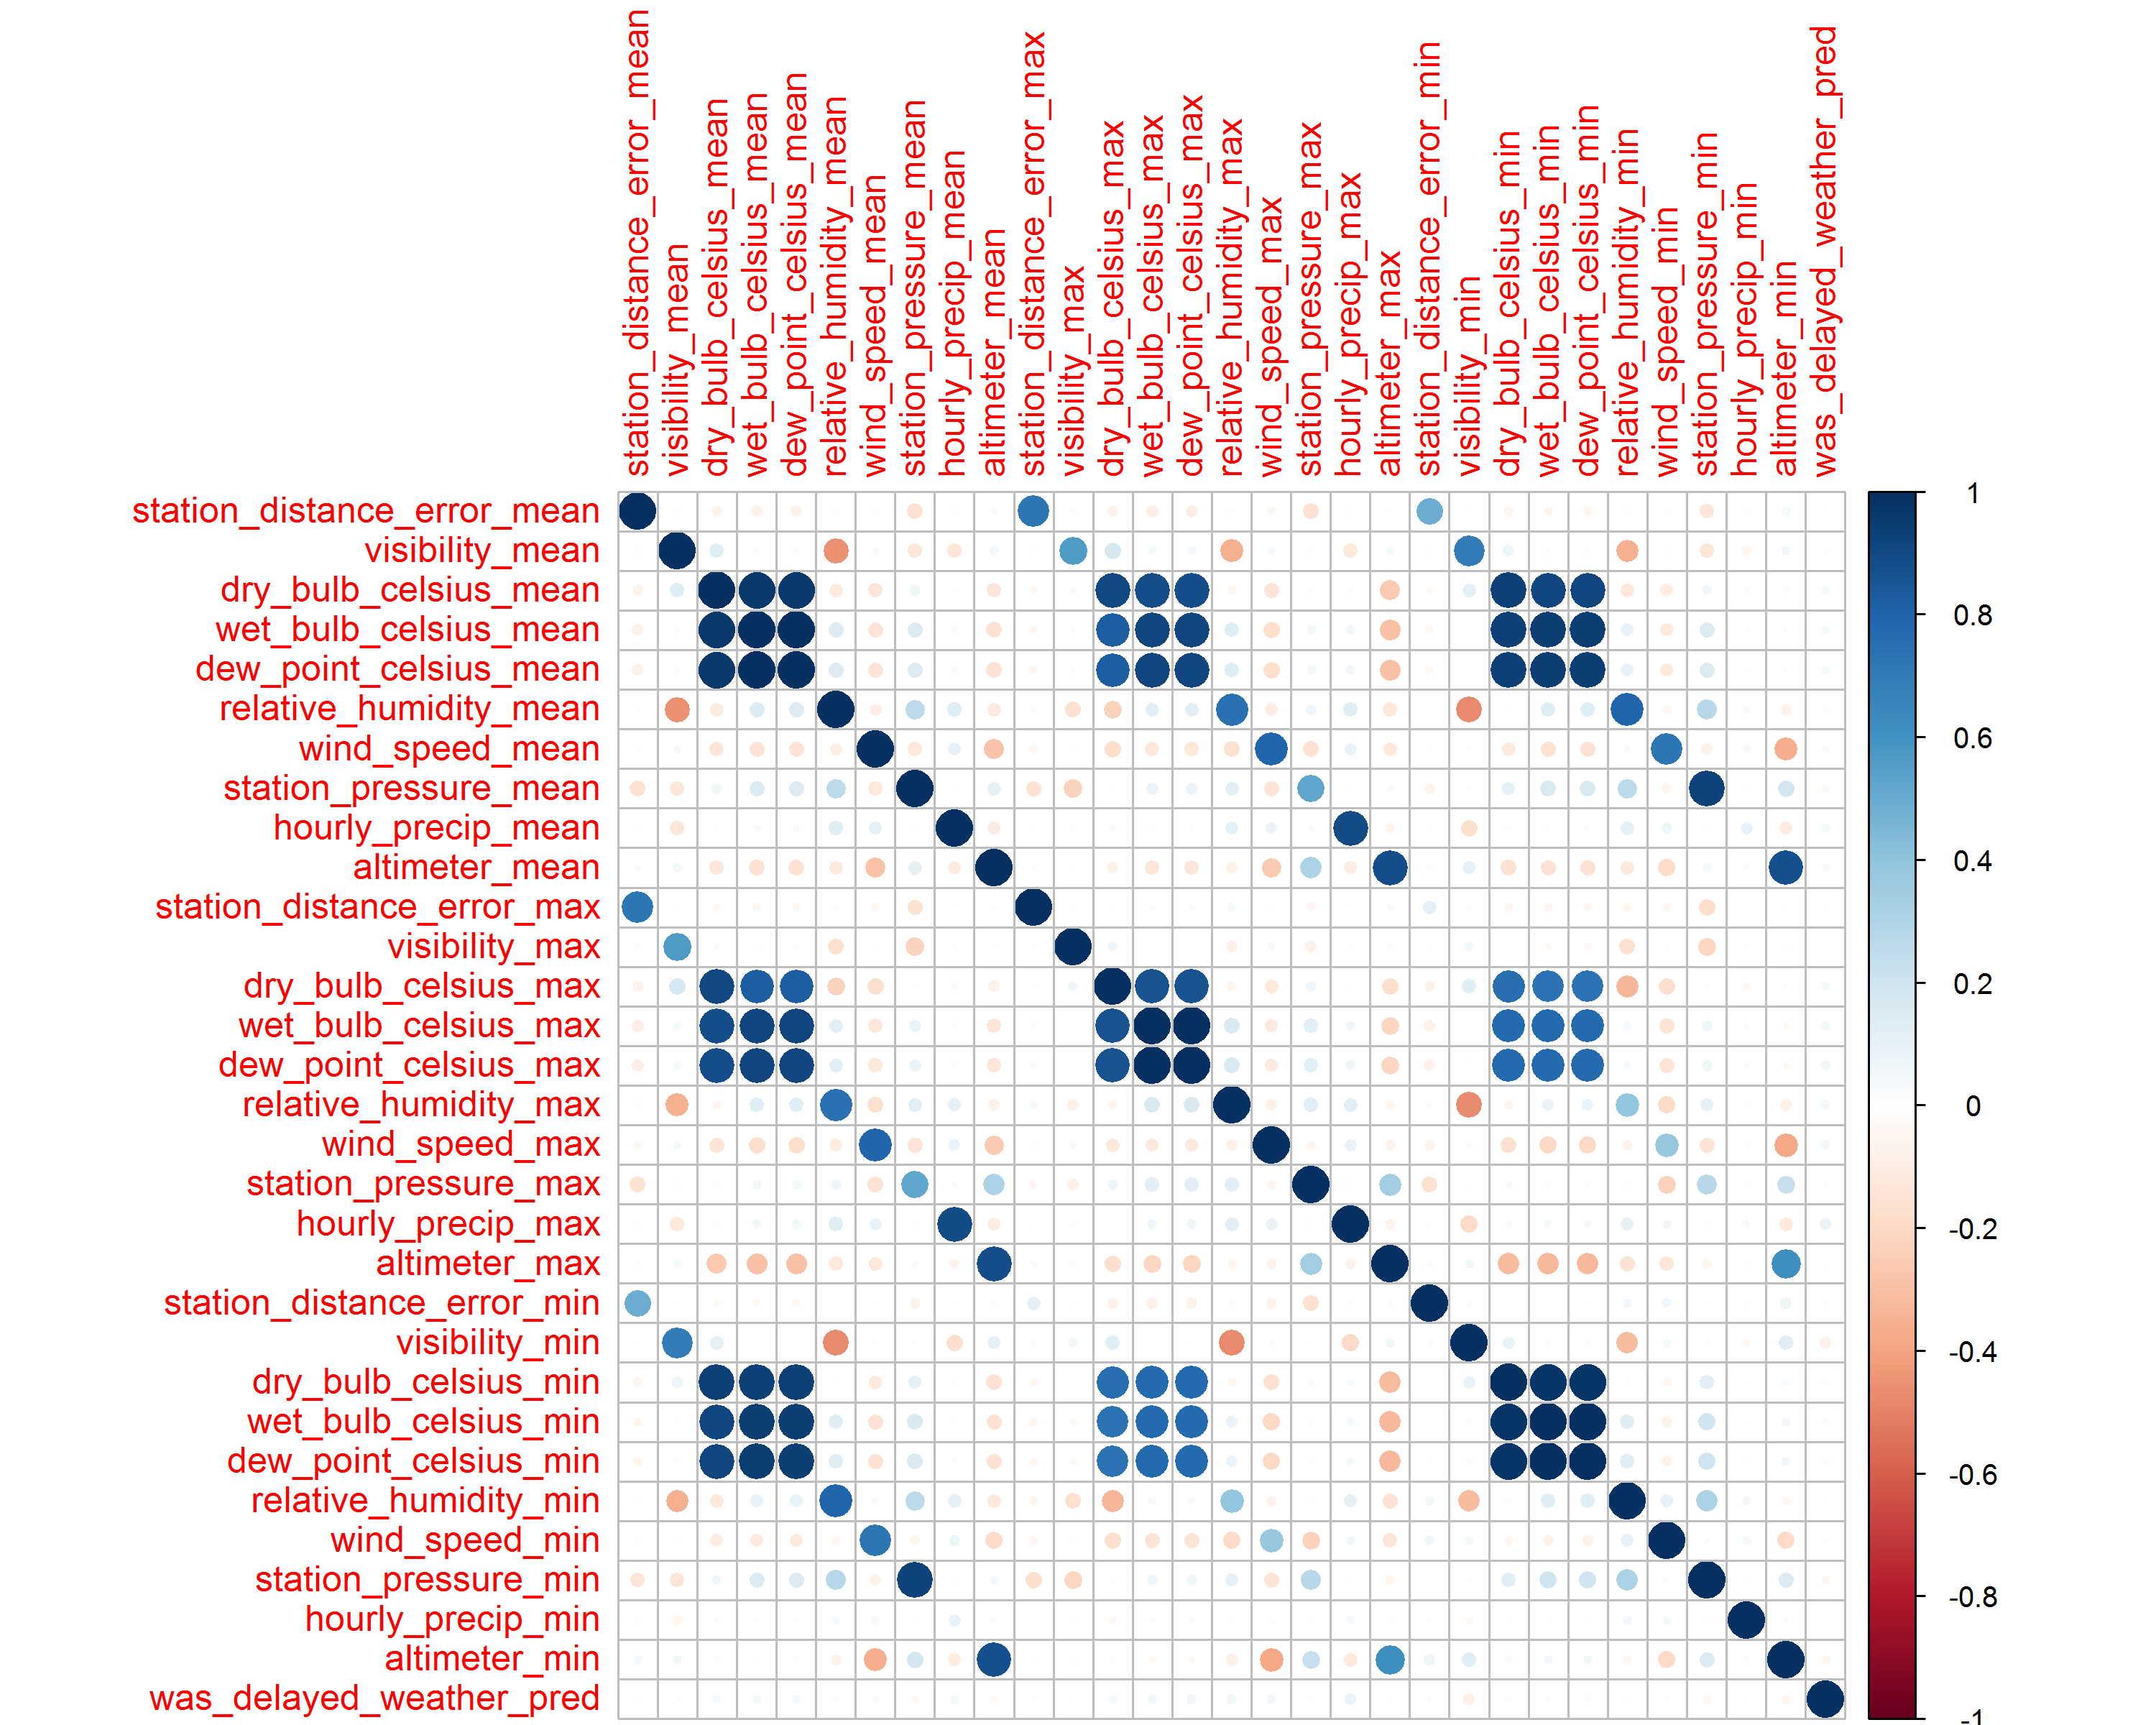 station_distance_error_mean
visibility_mean
dry_bulb_celsius_mean
wet_bulb_celsius_mean
dew_point_celsius_mean
relative_humidity_mean
wind_speed_mean
station_pressure_mean
hourly_precip_mean
altimeter_mean
station_distance_error_max
visibility_max
dry_bulb_celsius_max
wet_bulb_celsius_max
dew_point_celsius_max
relative_humidity_max
wind_speed_max
station_pressure_max
hourly_precip_max
altimeter_max
station_distance_error_min
visibility_min
dry_bulb_celsius_min
wet_bulb_celsius_min
dew_point_celsius_min
relative_humidity_min
wind_speed_min
station_pressure_min
hourly_precip_min
altimeter_min
was_delayed_weather_pred
station_distance_error_mean
visibility_mean
dry_bulb_celsius_mean
wet_bulb_celsius_mean
dew_point_celsius_mean
relative_humidity_mean
wind_speed_mean
station_pressure_mean
hourly_precip_mean
altimeter_mean
station_distance_error_max
visibility_max
dry_bulb_celsius_max
wet_bulb_celsius_max
dew_point_celsius_max
relative_humidity_max
wind_speed_max
station_pressure_max
hourly_precip_max
altimeter_max
station_distance_error_min
visibility_min
dry_bulb_celsius_min
wet_bulb_celsius_min
dew_point_celsius_min
relative_humidity_min
wind_speed_min
station_pressure_min
hourly_precip_min
altimeter_min
was_delayed_weather_pred
1
0.8
0.6
0.4
0.2
0
-0.2
-0.4
-0.6
-0.8
-1